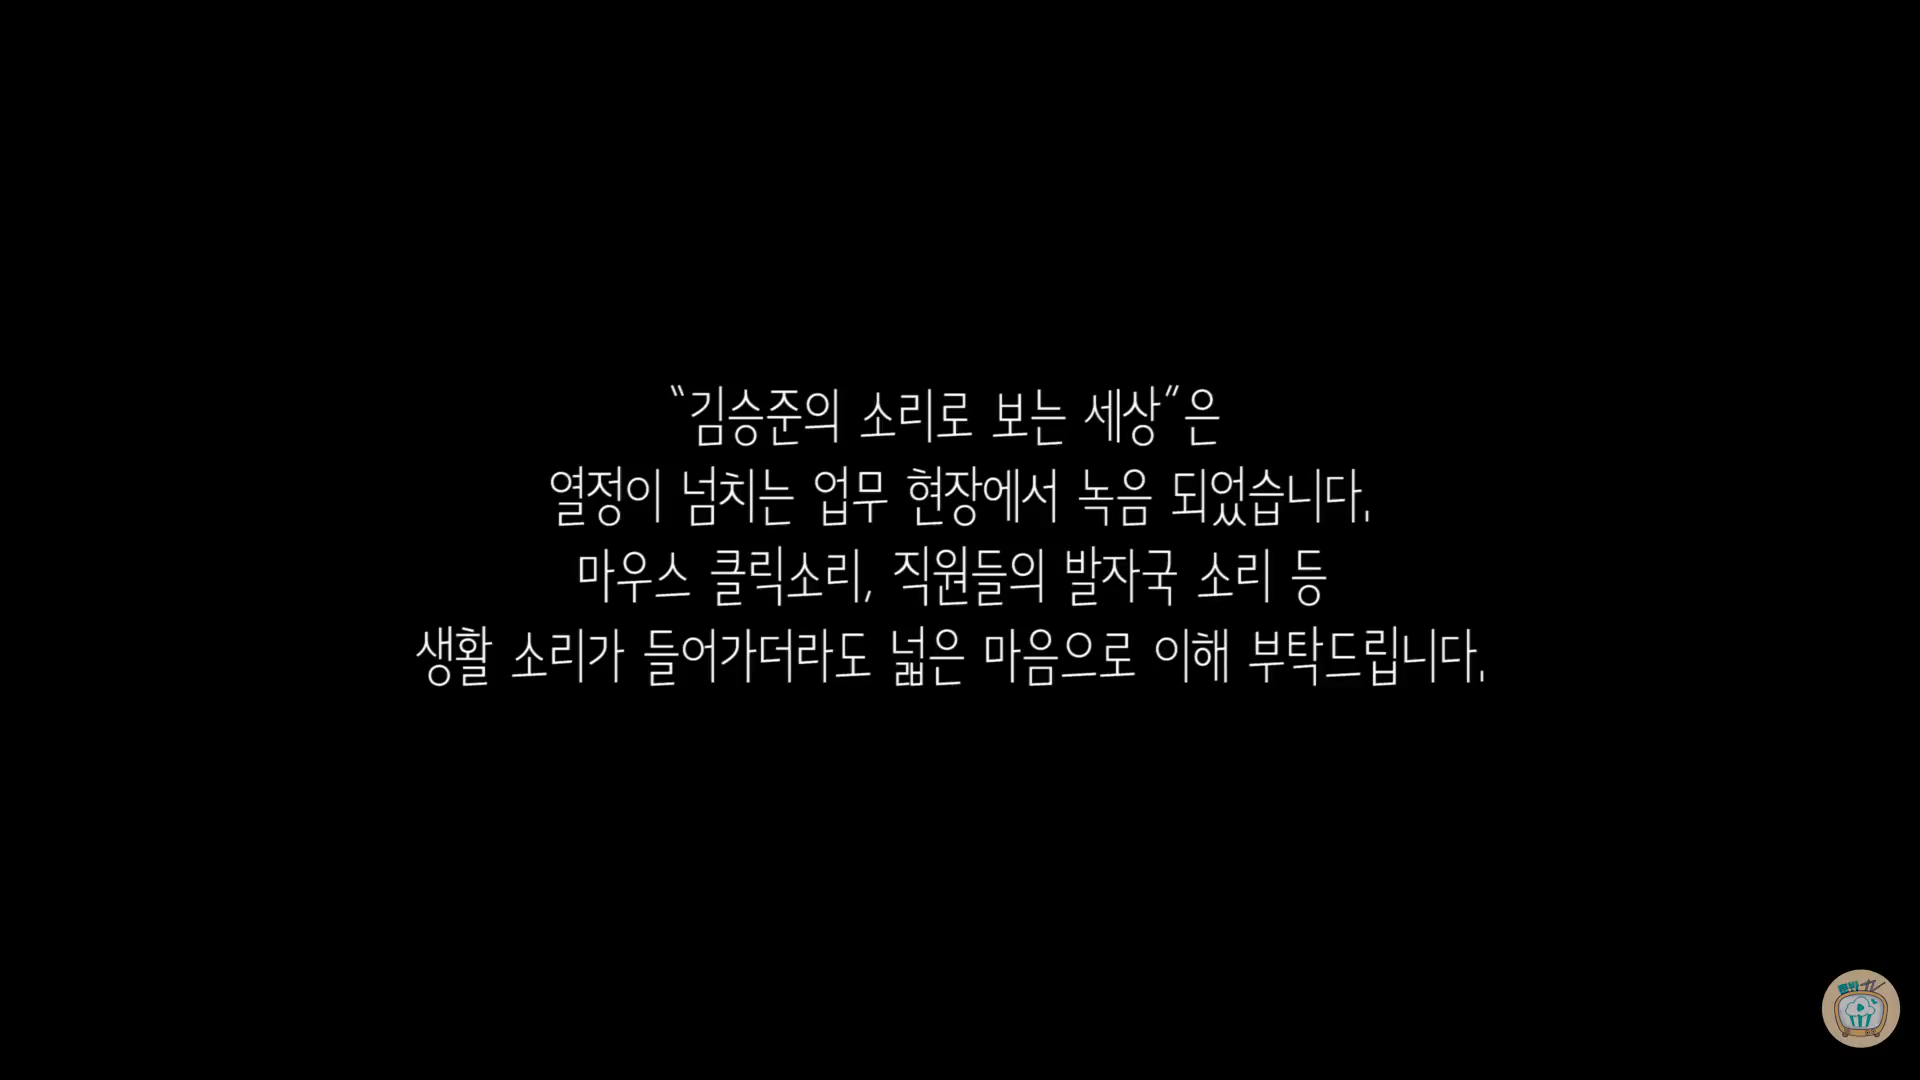 “김승준의 소리로 보는 세상”은
열정이 넘치는 업무 현장에서 녹음 되었습니다.
마우스 클릭소리, 직원들의 발자국 소리 등
생활 소리가 들어가더라도 넓은 마음으로 이해 부탁드립니다.
TV